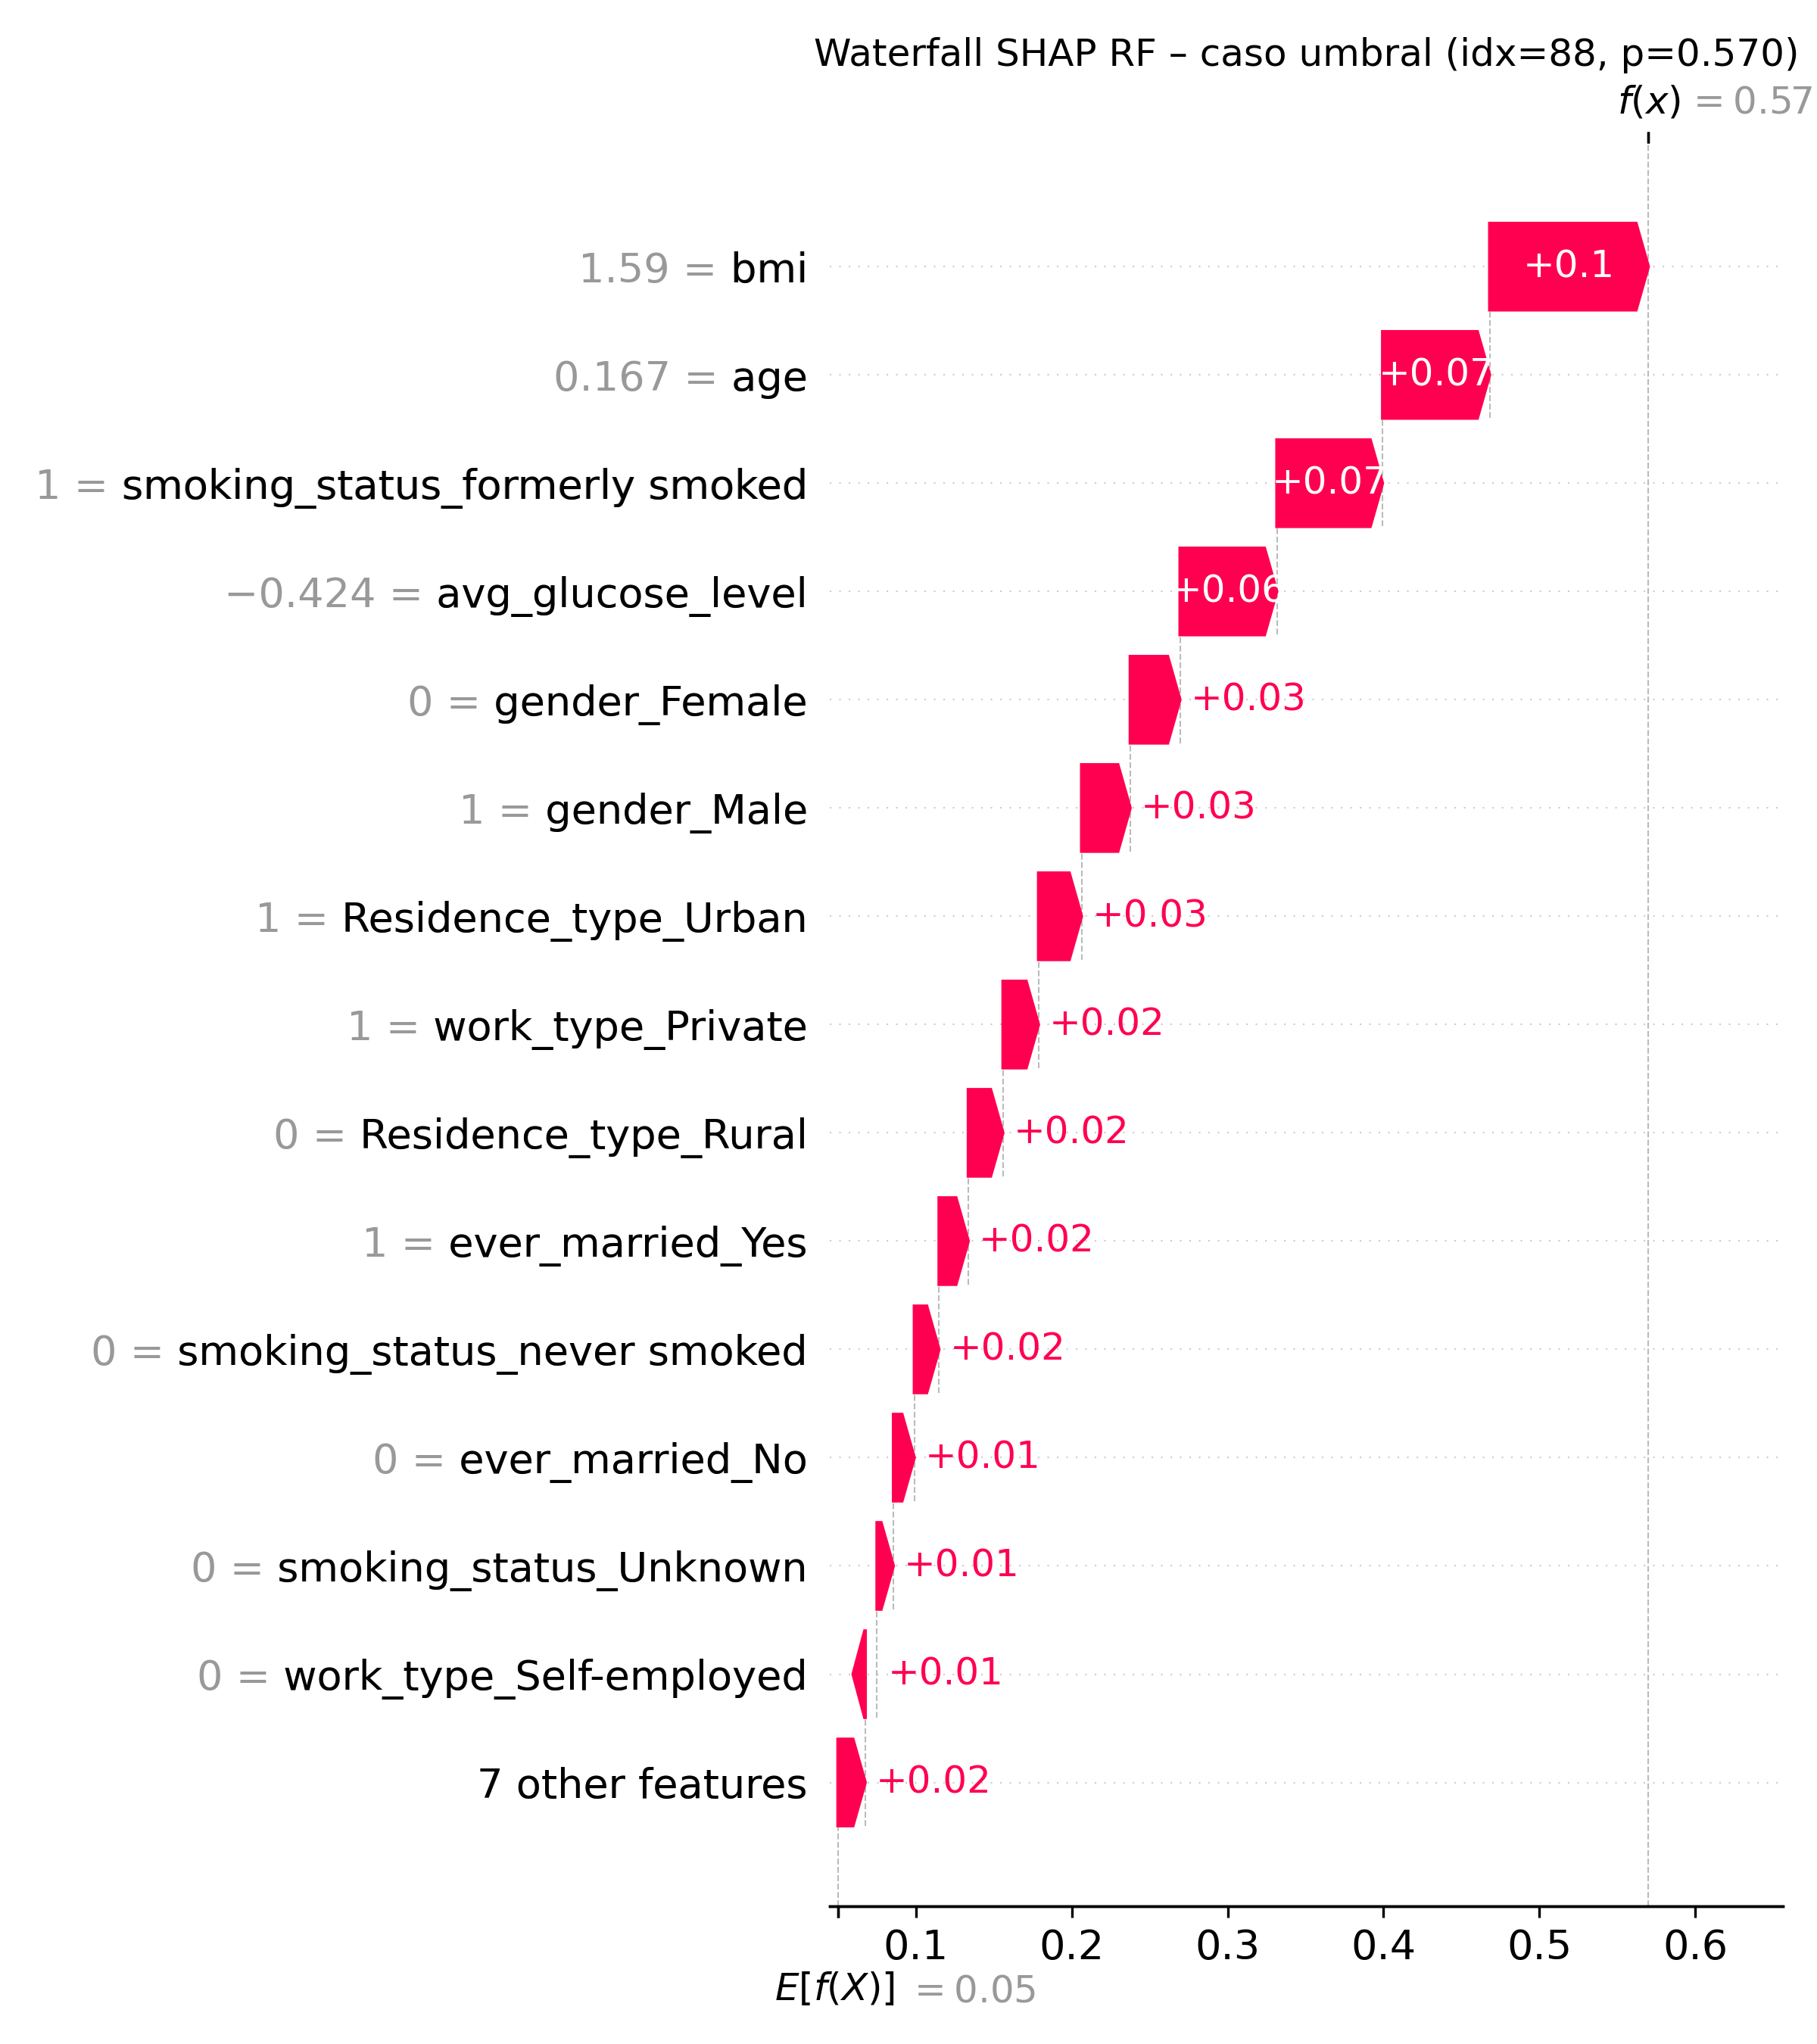 Waterfall SHAP RF – caso umbral (idx=88, p=0.570)
f(x) = 0.57
1.59 = bmi +0.1
0.167 = age +0.07
1 = smoking_status_formerly smoked +0.07
−0.424 = avg_glucose_level +0.06
0 = gender_Female +0.03
1 = gender_Male +0.03
1 = Residence_type_Urban +0.03
1 = work_type_Private +0.02
0 = Residence_type_Rural +0.02
1 = ever_married_Yes +0.02
0 = smoking_status_never smoked +0.02
0 = ever_married_No +0.01
0 = smoking_status_Unknown +0.01
0 = work_type_Self-employed +0.01
7 other features +0.02
0.1 0.2 0.3 0.4 0.5 0.6
E[f(X)] = 0.05